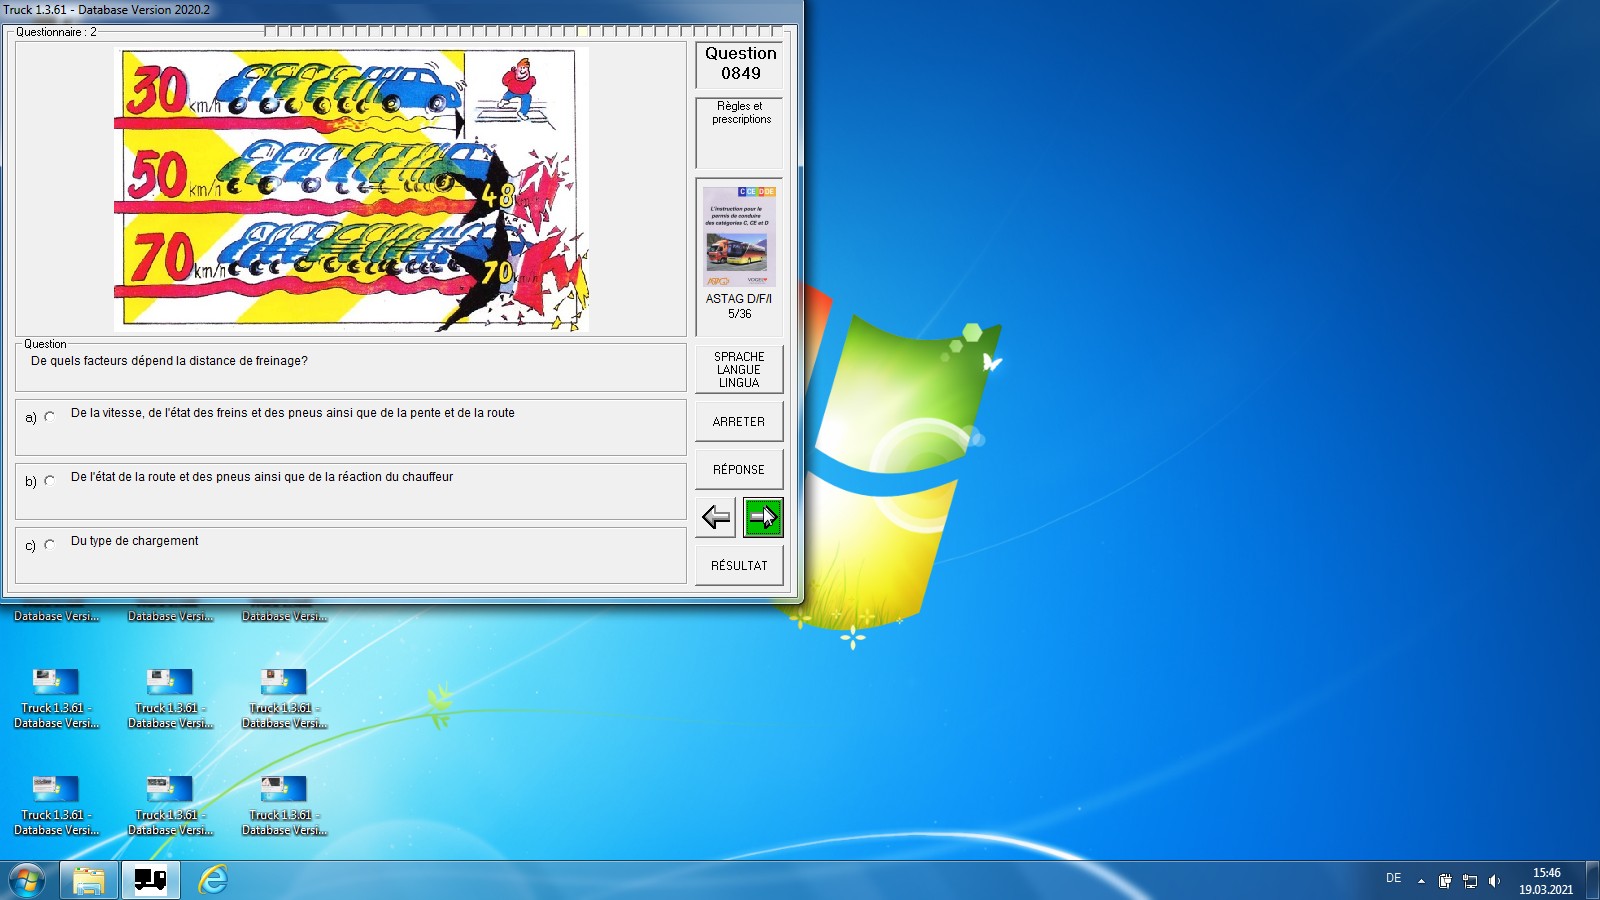 Truck 1.3.61 - Database Version 2020.2
Questionnaire : 2
30 km/h
50 km/h
48
70 km/h
70
Question
0849
Règles et
prescriptions
C CE D DE
L'instruction pour le
permis de conduire
des catégories C, CE et D
ASTAG D/F/I
5/36
Question
De quels facteurs dépend la distance de freinage?
a) De la vitesse, de l'état des freins et des pneus ainsi que de la pente et de la route
b) De l'état de la route et des pneus ainsi que de la réaction du chauffeur
c) Du type de chargement
SPRACHE
LANGUE
LINGUA
ARRETER
RÉPONSE
RÉSULTAT
Database Versi... Database Versi... Database Versi...
Truck 1.3.61 - Truck 1.3.61 - Truck 1.3.61 -
Database Versi... Database Versi... Database Versi...
Truck 1.3.61 - Truck 1.3.61 - Truck 1.3.61 -
Database Versi... Database Versi... Database Versi...
DE
15:46
19.03.2021